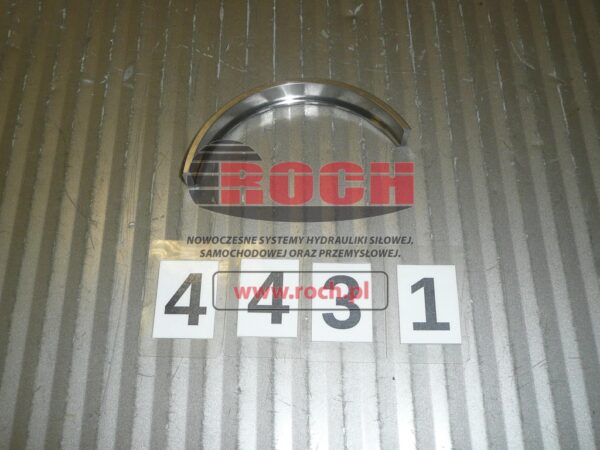 ROCH
NOWOCZESNE SYSTEMY HYDRAULIKI SIŁOWEJ,
SAMOCHODOWEJ ORAZ PRZEMYSŁOWEJ.
www.roch.pl
4 4 3 1